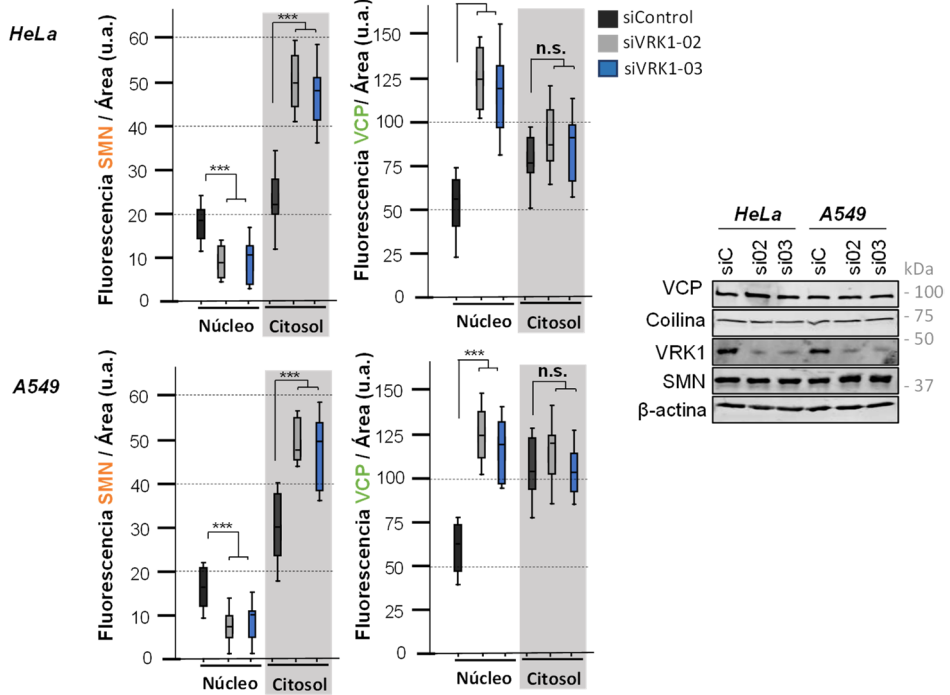 HeLa
Fluorescencia SMN / Área (u.a.)
60
50
40
30
20
10
0
***
***
Núcleo
Citosol
Fluorescencia VCP/ Área (u.a.)
150
125
100
75
50
25
0
n.s.
Núcleo
Citosol
siControl
siVRK1-02
siVRK1-03
A549
Fluorescencia SMN / Área (u.a.)
60
50
40
30
20
10
0
***
***
Núcleo
Citosol
Fluorescencia VCP / Área (u.a.)
150
125
100
75
50
25
0
***
n.s.
Núcleo
Citosol
HeLa A549
siC si02 si03 siC si02 si03
kDa
VCP - 100
Coilina - 75
- 50
VRK1
SMN - 37
β-actina